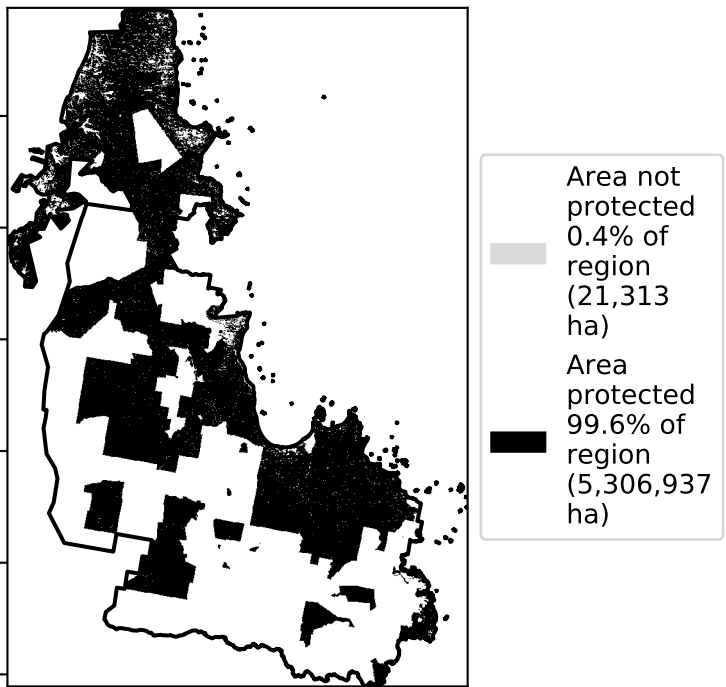 Area not
protected
0.4% of
region
(21,313
ha)
Area
protected
99.6% of
region
(5,306,937
ha)